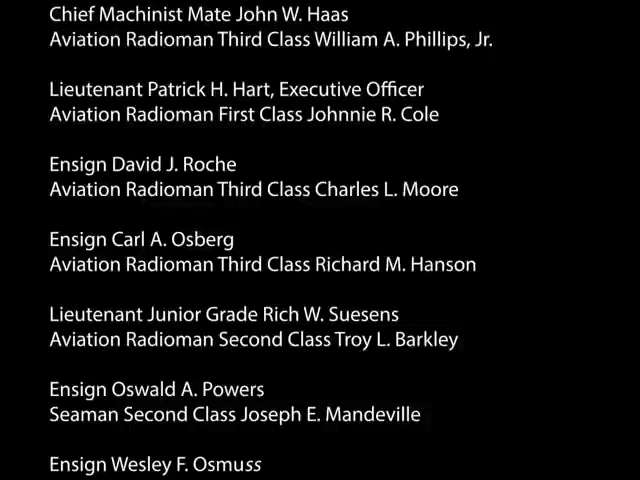 Chief Machinist Mate John W. Haas
Aviation Radioman Third Class William A. Phillips, Jr.
Lieutenant Patrick H. Hart, Executive Officer
Aviation Radioman First Class Johnnie R. Cole
Ensign David J. Roche
Aviation Radioman Third Class Charles L. Moore
Ensign Carl A. Osberg
Aviation Radioman Third Class Richard M. Hanson
Lieutenant Junior Grade Rich W. Suesens
Aviation Radioman Second Class Troy L. Barkley
Ensign Oswald A. Powers
Seaman Second Class Joseph E. Mandeville
Ensign Wesley F. Osmuss